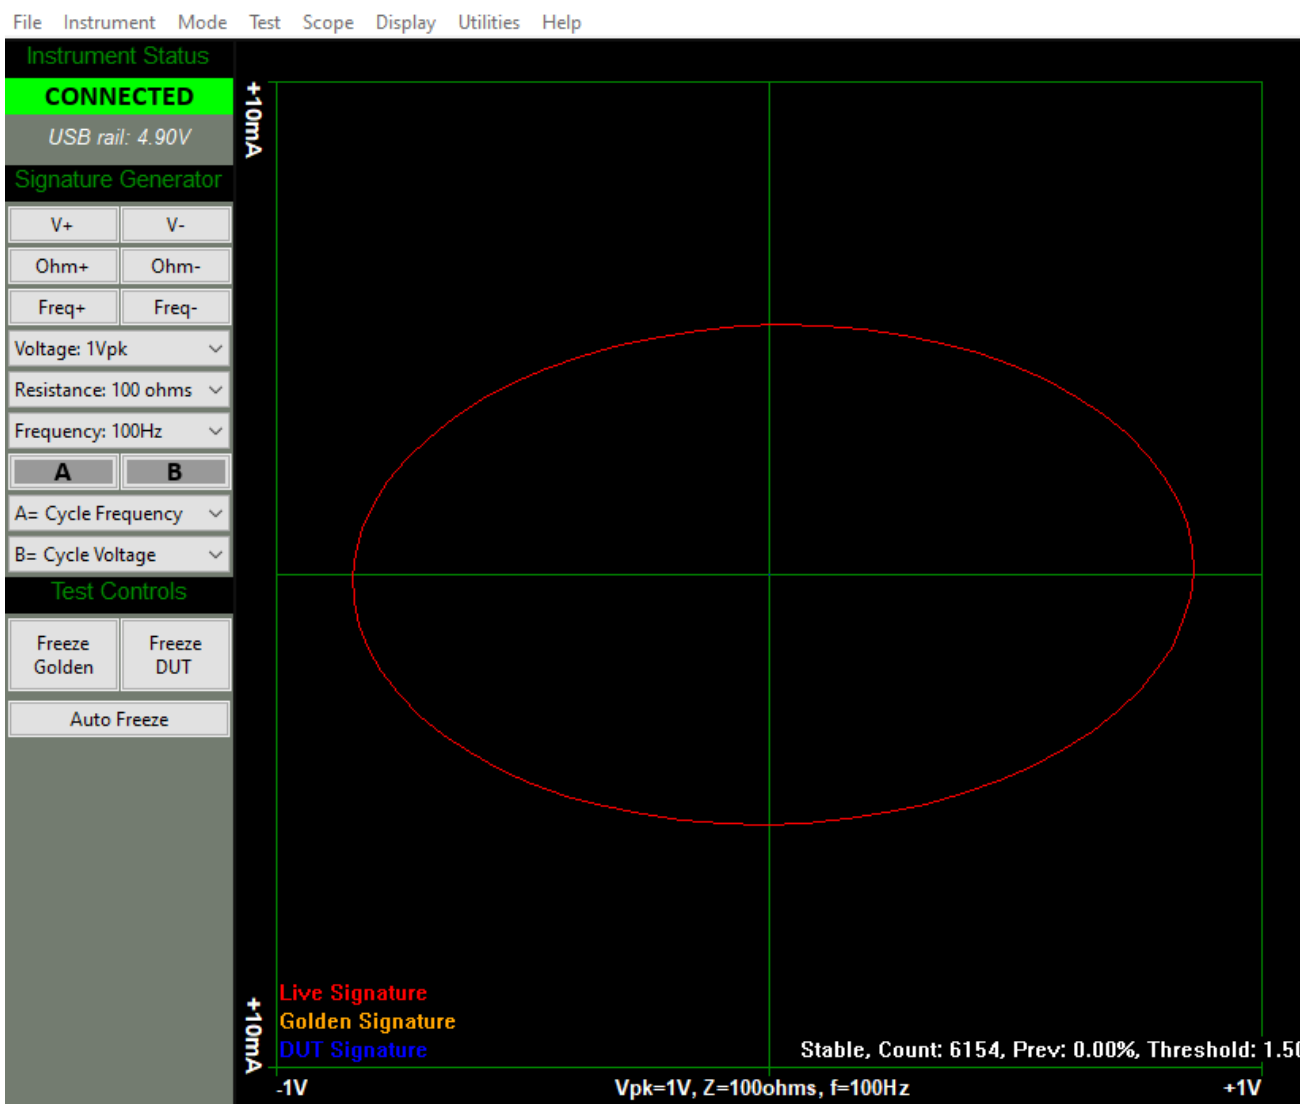 File Instrument Mode Test Scope Display Utilities Help
Instrument Status
CONNECTED
USB rail: 4.90V
Signature Generator
V+ V-
Ohm+ Ohm-
Freq+ Freq-
Voltage: 1Vpk
Resistance: 100 ohms
Frequency: 100Hz
A B
A= Cycle Frequency
B= Cycle Voltage
Test Controls
Freeze Golden
Freeze DUT
Auto Freeze
+10mA
+10mA
Live Signature
Golden Signature
DUT Signature
Stable, Count: 6154, Prev: 0.00%, Threshold: 1.50
-1V Vpk=1V, Z=100ohms, f=100Hz +1V